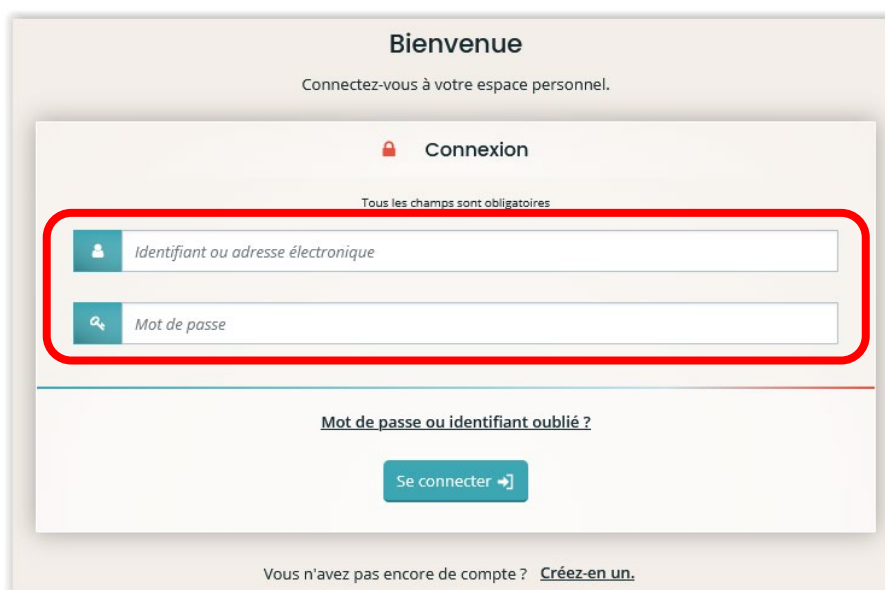 Bienvenue
Connectez-vous à votre espace personnel.
Connexion
Tous les champs sont obligatoires
Identifiant ou adresse électronique
Mot de passe
Mot de passe ou identifiant oublié ?
Se connecter
Vous n'avez pas encore de compte ? Créez-en un.